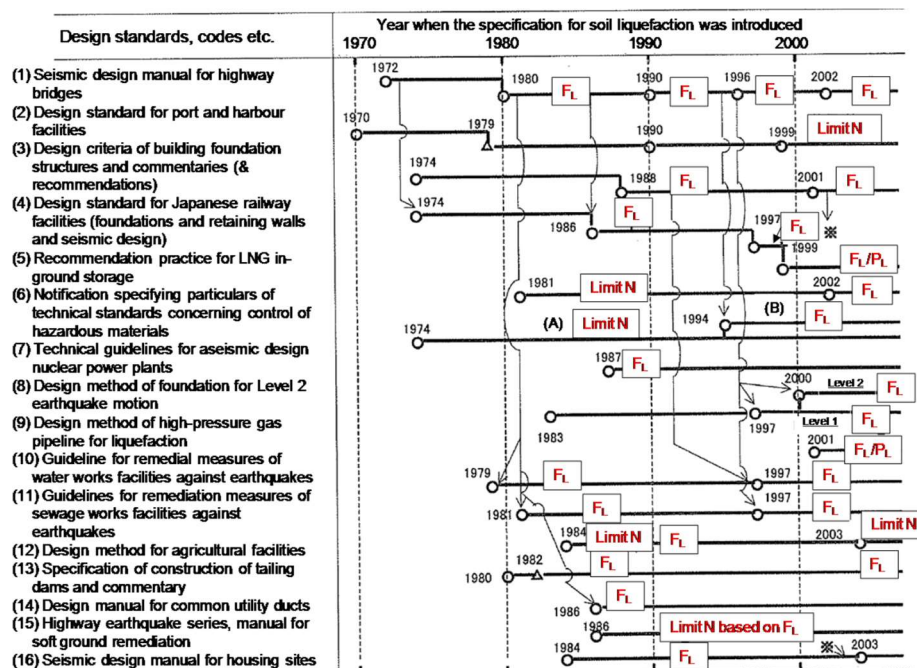 Design standards, codes etc.
Year when the specification for soil liquefaction was introduced
1970 1980 1990 2000
(1) Seismic design manual for highway
bridges
(2) Design standard for port and harbour
facilities
(3) Design criteria of building foundation
structures and commentaries (&
recommendations)
(4) Design standard for Japanese railway
facilities (foundations and retaining walls
and seismic design)
(5) Recommendation practice for LNG in-
ground storage
(6) Notification specifying particulars of
technical standards concerning control of
hazardous materials
(7) Technical guidelines for aseismic design
nuclear power plants
(8) Design method of foundation for Level 2
earthquake motion
(9) Design method of high-pressure gas
pipeline for liquefaction
(10) Guideline for remedial measures of
water works facilities against earthquakes
(11) Guidelines for remediation measures of
sewage works facilities against
earthquakes
(12) Design method for agricultural facilities
(13) Specification of construction of tailing
dams and commentary
(14) Design manual for common utility ducts
(15) Highway earthquake series, manual for
soft ground remediation
(16) Seismic design manual for housing sites
1972 1980 FL FL 1990 FL 1996 FL 2002 FL
1970 1979 1990 1999 Limit N
1974 1988 FL FL 2001 FL
1974 1986 FL 1997 FL ※
1999 FL/PL
1981 Limit N 2002 FL
1974 (A) Limit N 1994 (B) FL
1987 FL
2000 Level 2 FL
1983 1997 Level 1 FL
2001 FL/PL
1979 FL 1997 FL
1981 FL 1997 FL
1984 Limit N FL 2003 Limit N
1980 1982 FL FL
1986 FL
1986 Limit N based on FL
1984 FL ※ 2003 FL